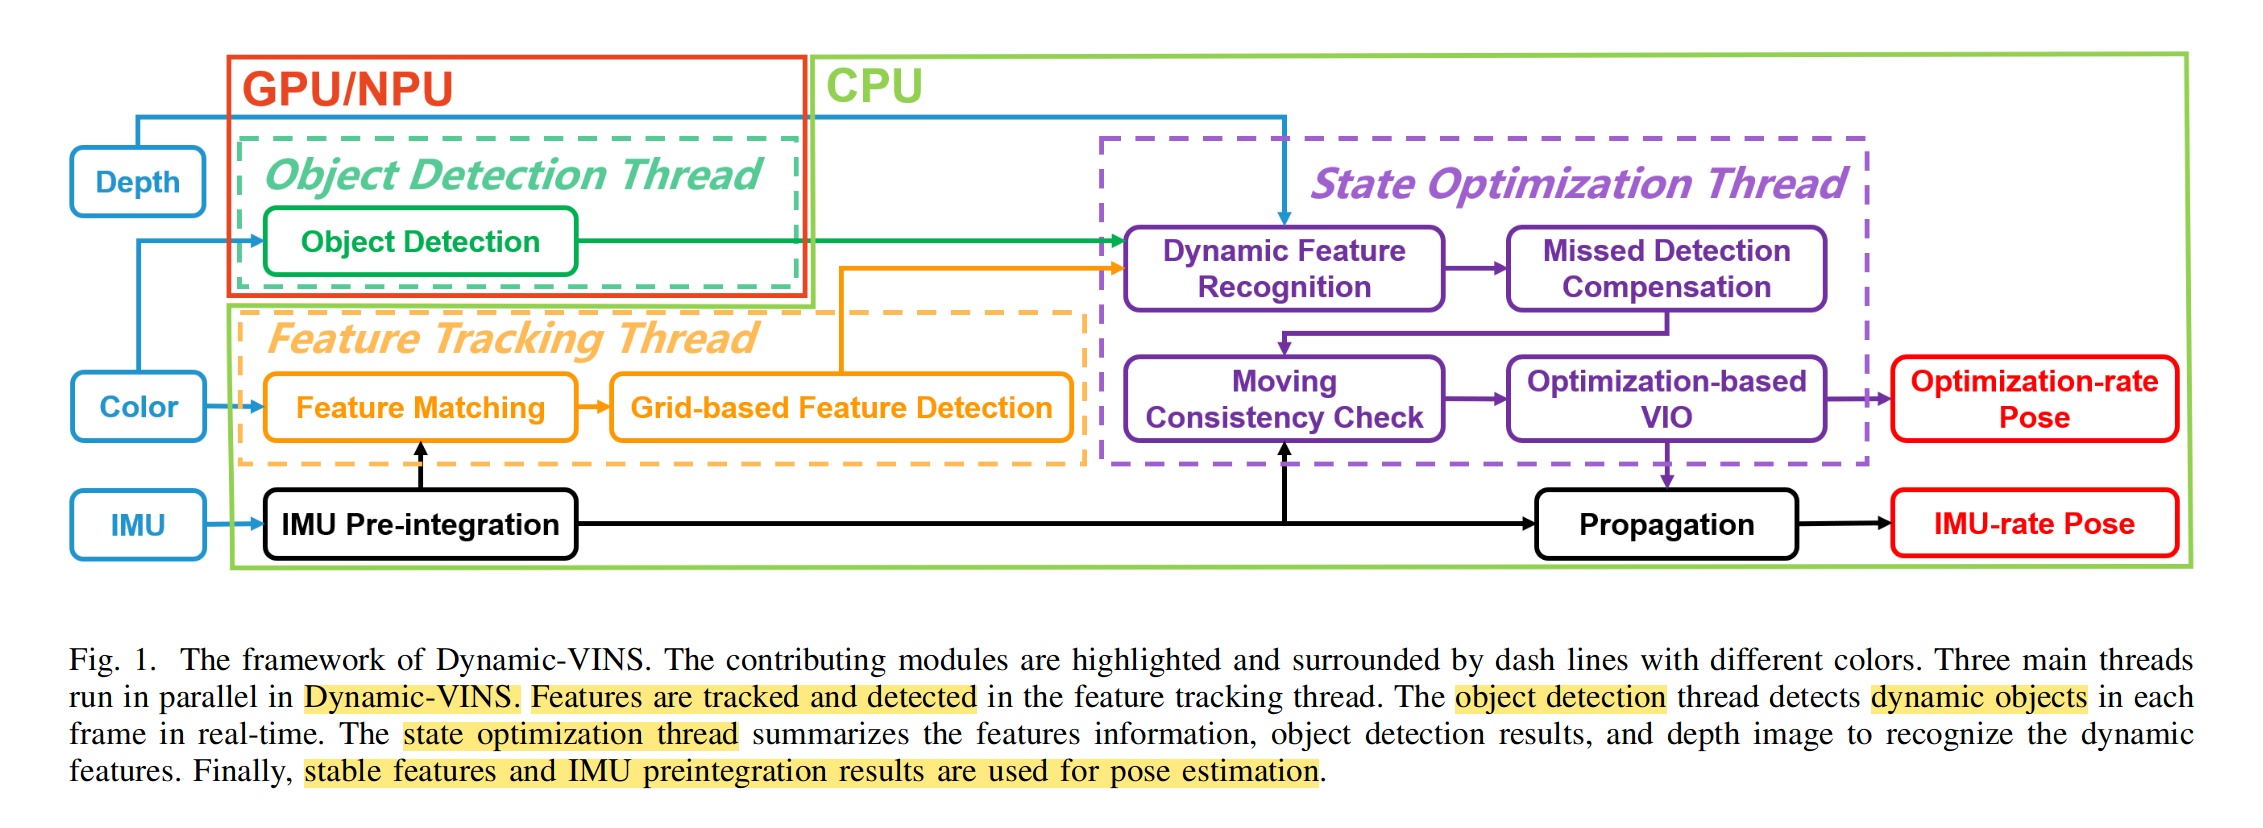 GPU/NPU
CPU
Depth
Object Detection Thread
Object Detection
State Optimization Thread
Dynamic Feature
Recognition
Missed Detection
Compensation
Feature Tracking Thread
Color
Feature Matching
Grid-based Feature Detection
Moving
Consistency Check
Optimization-based
VIO
Optimization-rate
Pose
IMU
IMU Pre-integration
Propagation
IMU-rate Pose
Fig. 1. The framework of Dynamic-VINS. The contributing modules are highlighted and surrounded by dash lines with different colors. Three main threads
run in parallel in Dynamic-VINS. Features are tracked and detected in the feature tracking thread. The object detection thread detects dynamic objects in each
frame in real-time. The state optimization thread summarizes the features information, object detection results, and depth image to recognize the dynamic
features. Finally, stable features and IMU preintegration results are used for pose estimation.